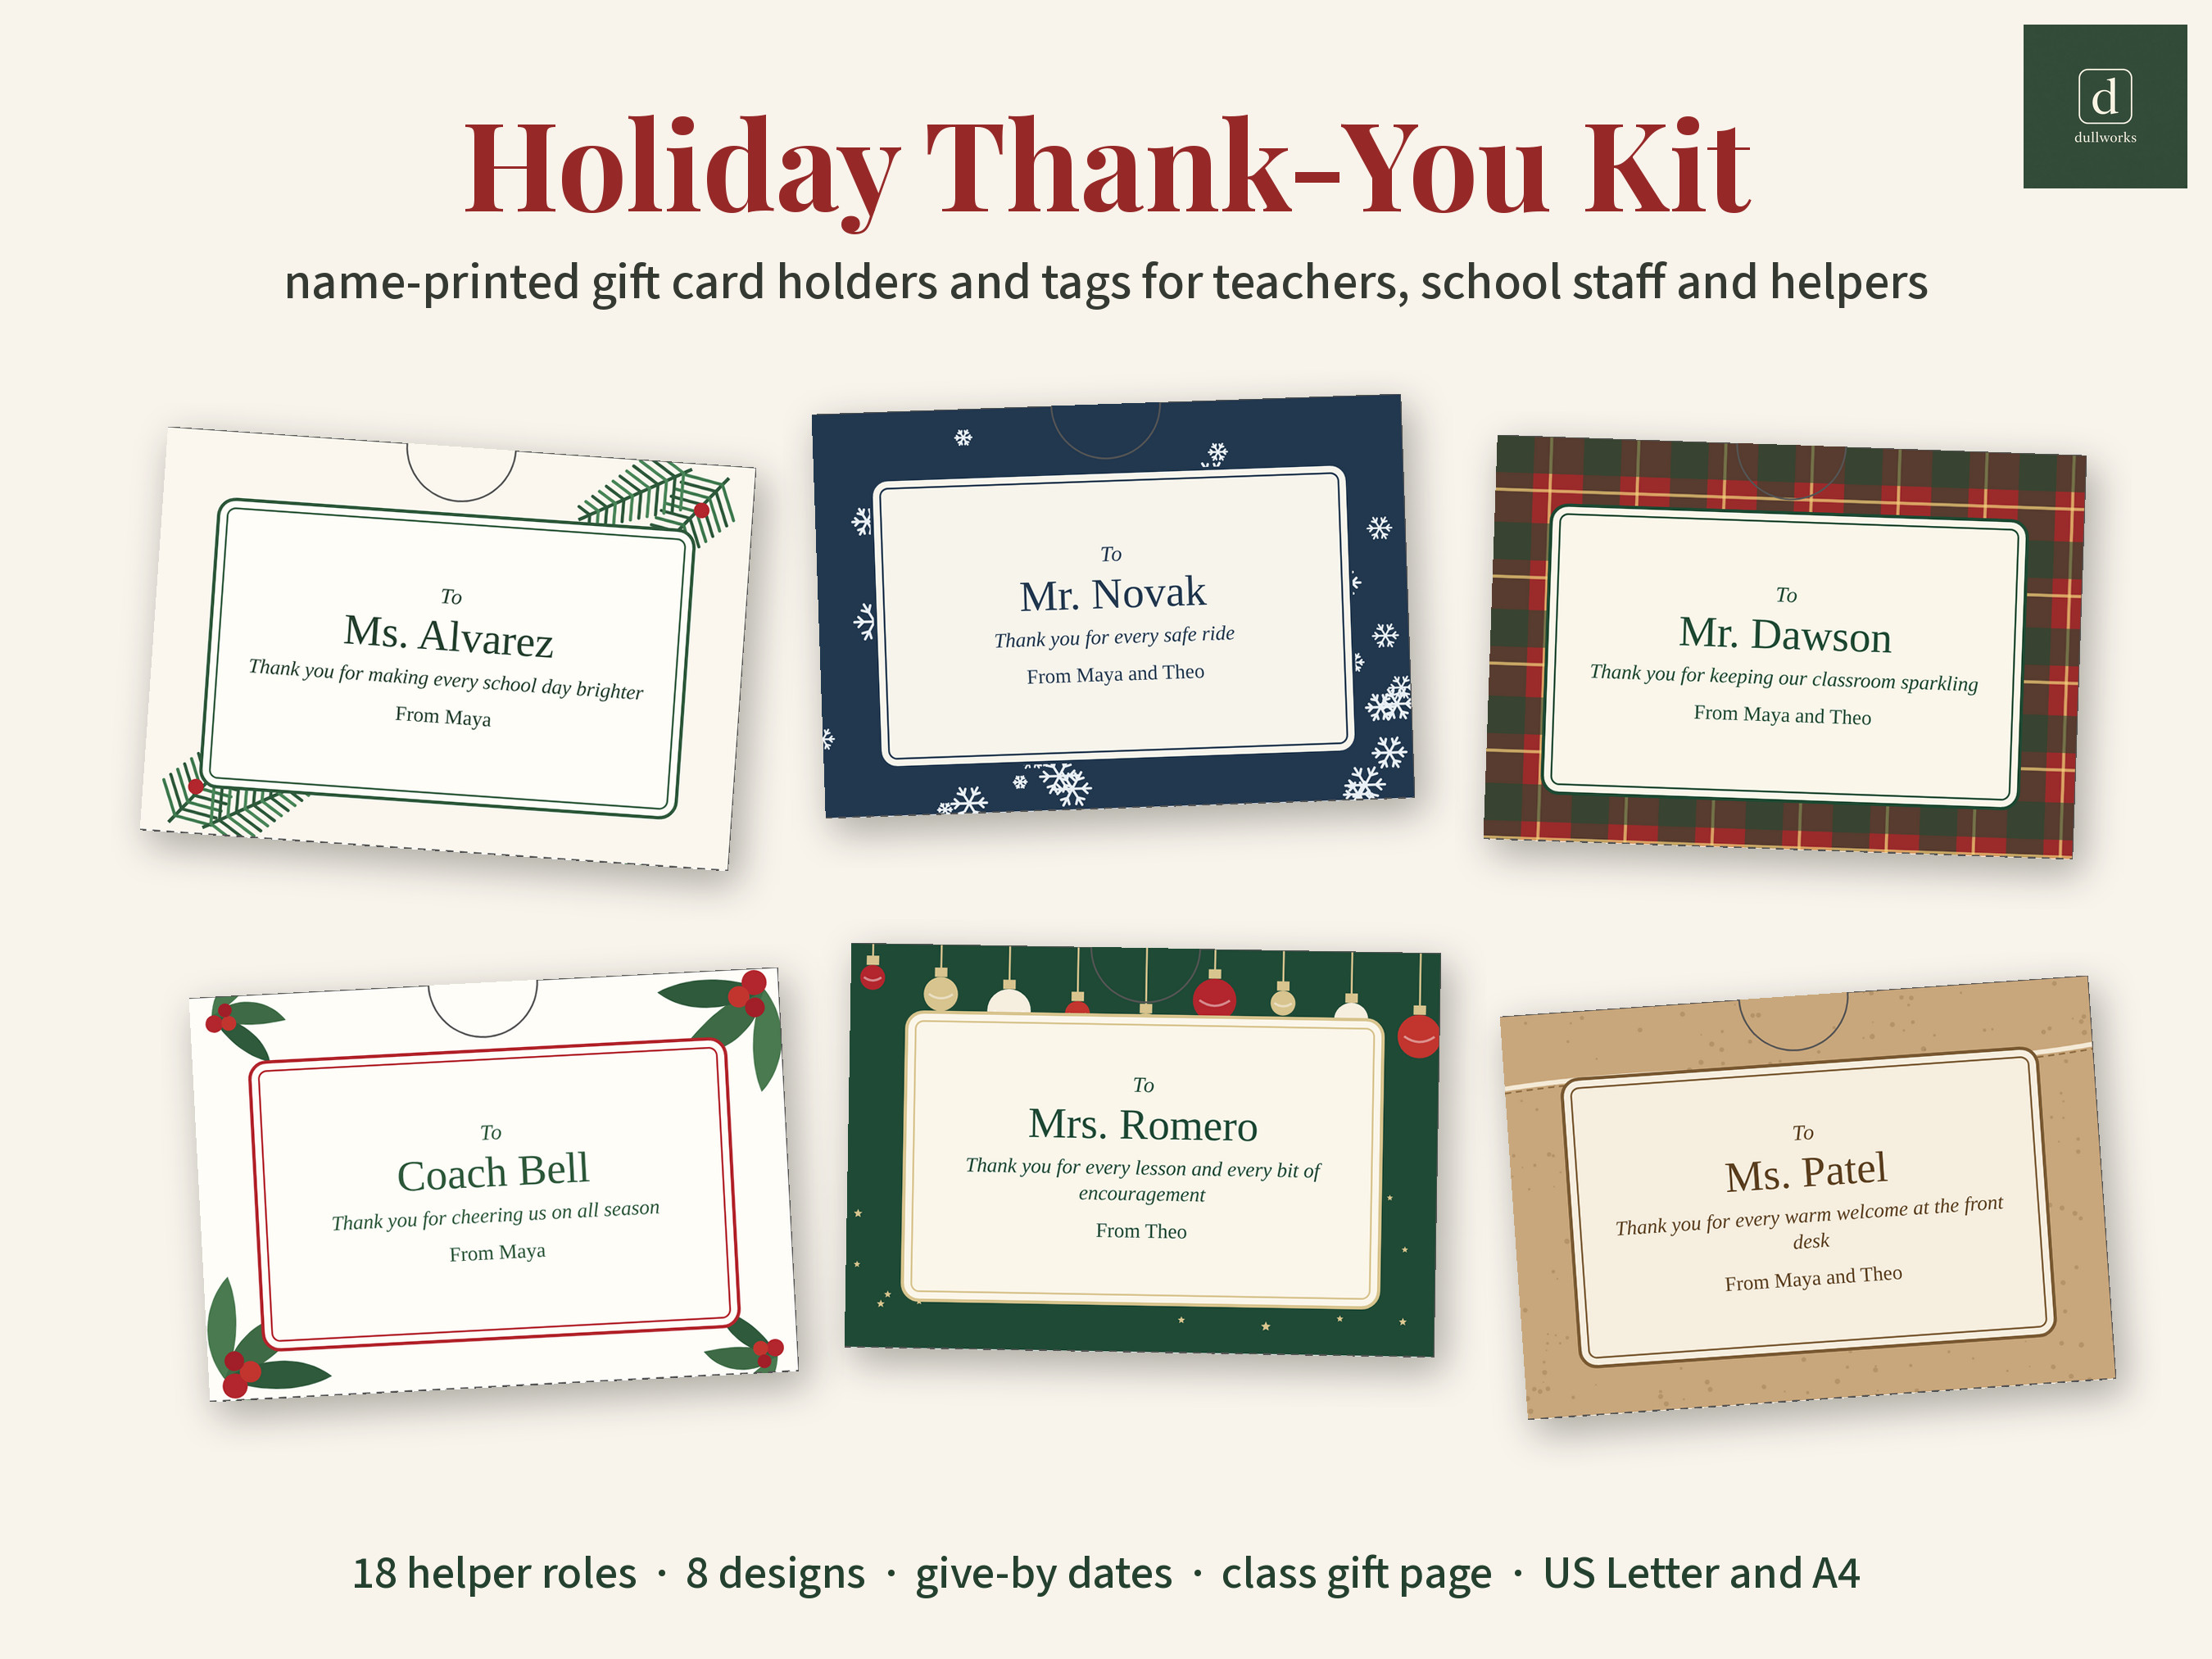 d
dullworks
Holiday Thank-You Kit
name-printed gift card holders and tags for teachers, school staff and helpers
To
Ms. Alvarez
Thank you for making every school day brighter
From Maya
To
Mr. Novak
Thank you for every safe ride
From Maya and Theo
To
Mr. Dawson
Thank you for keeping our classroom sparkling
From Maya and Theo
To
Coach Bell
Thank you for cheering us on all season
From Maya
To
Mrs. Romero
Thank you for every lesson and every bit of
encouragement
From Theo
To
Ms. Patel
Thank you for every warm welcome at the front
desk
From Maya and Theo
18 helper roles · 8 designs · give-by dates · class gift page · US Letter and A4